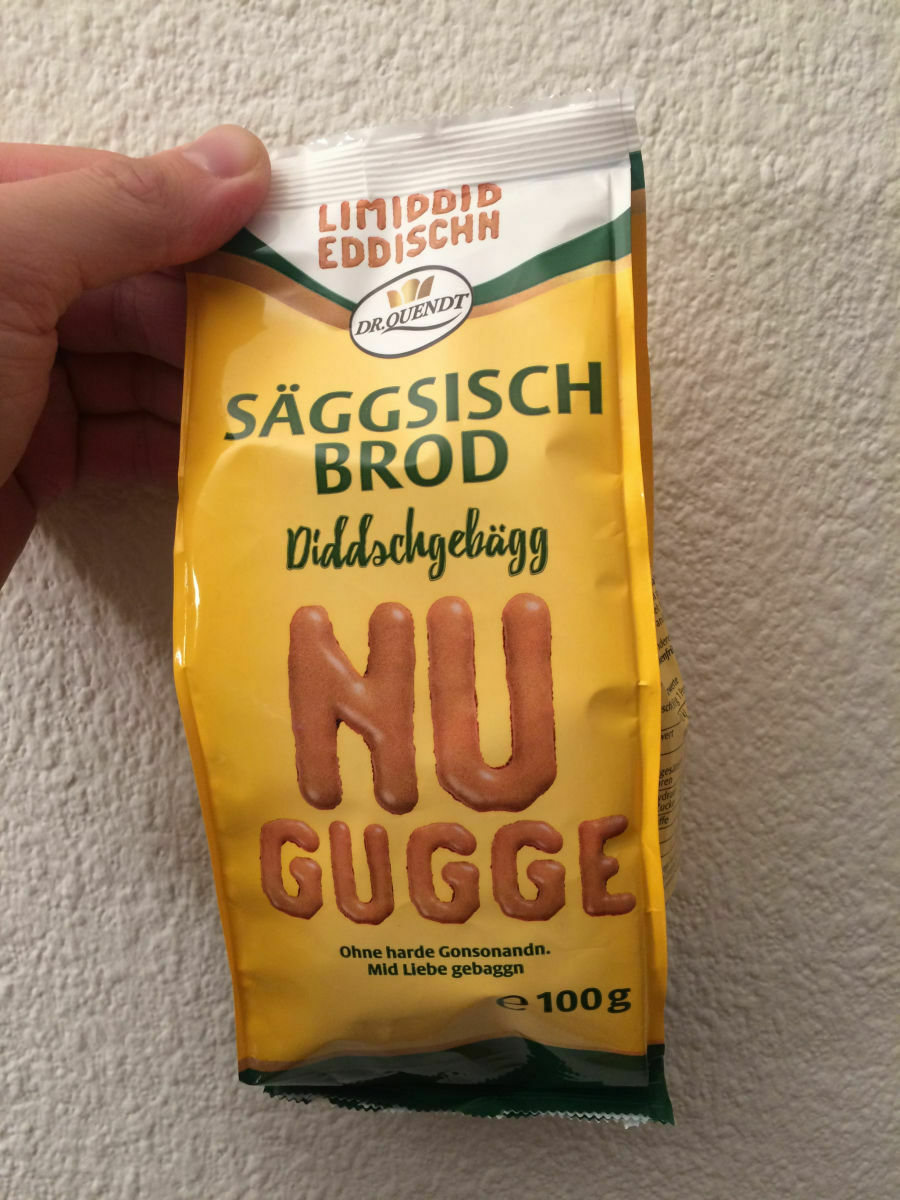 LIMIDDID
EDDISCHN
DR.QUENDT
SÄGGSISCH
BROD
Diddschgebägg
NU
GUGGE
Ohne harde Gonsonandn.
Mid Liebe gebaggn
℮ 100 g